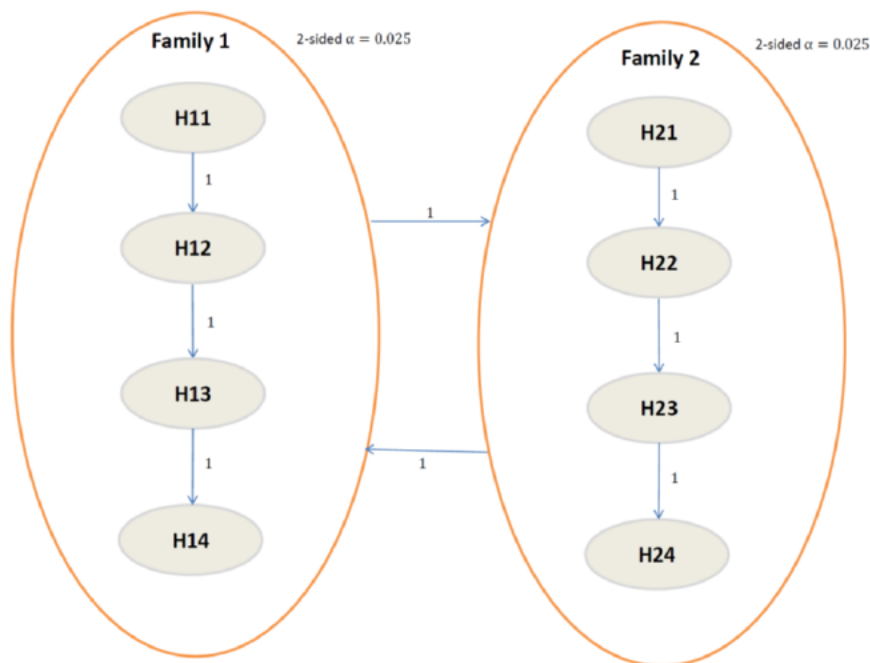 Family 1
2-sided α = 0.025
H11
1
H12
1
H13
1
H14
1
1
Family 2
2-sided α = 0.025
H21
1
H22
1
H23
1
H24